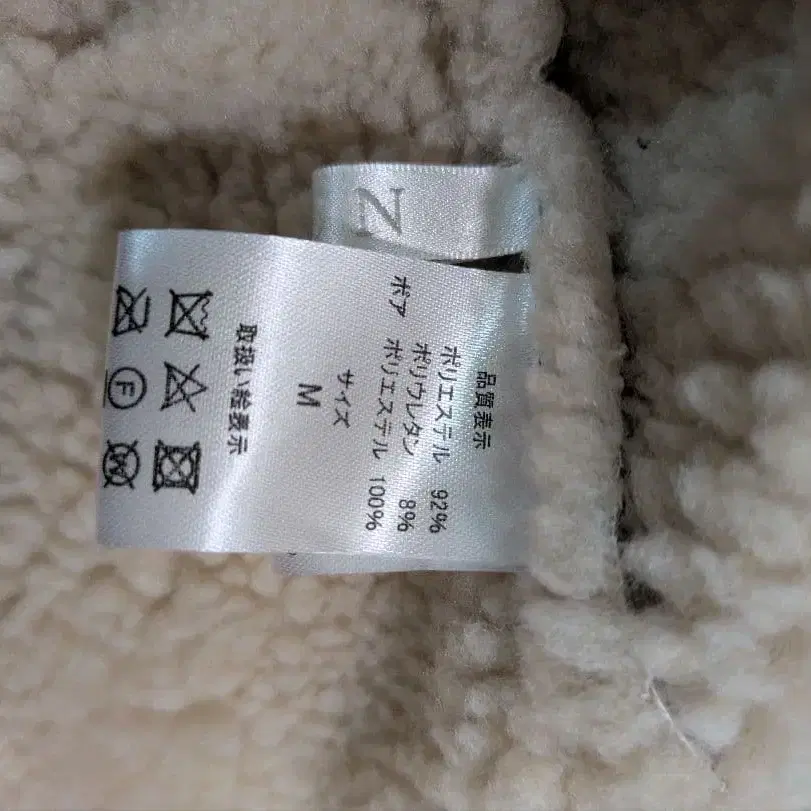 品質表示
ポリエステル 92%
ポリウレタン 8%
ボア ポリエステル 100%
サイズ
M
取扱い絵表示
F
W